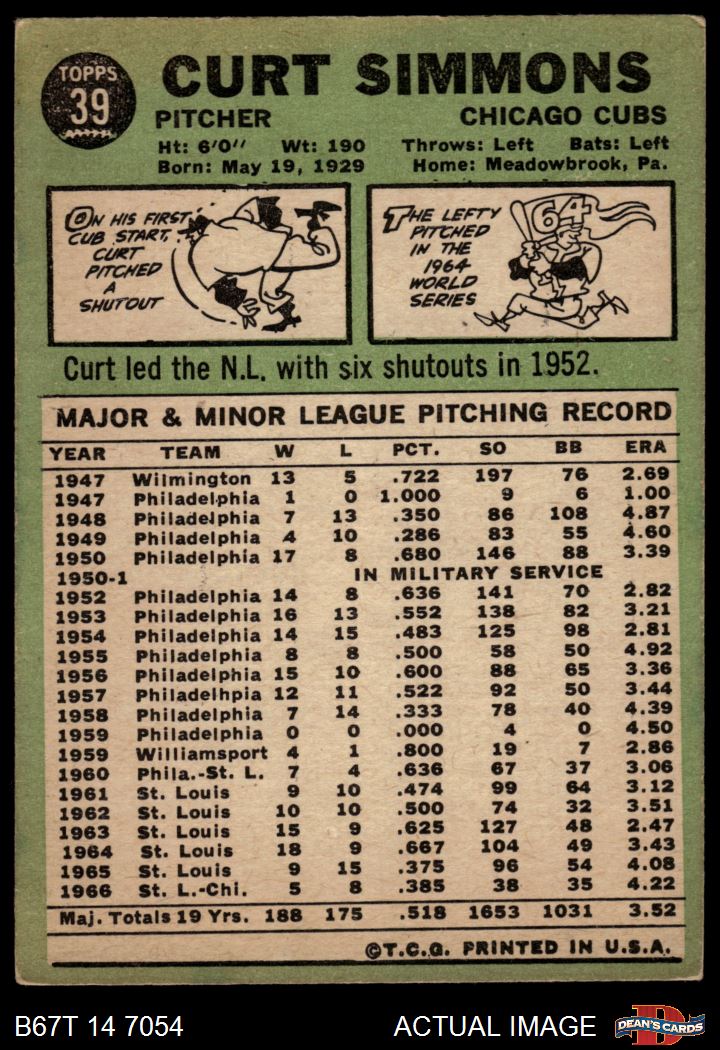 TOPPS
39
CURT SIMMONS
PITCHER CHICAGO CUBS
Ht: 6'0" Wt: 190 Throws: Left Bats: Left
Born: May 19, 1929 Home: Meadowbrook, Pa.
ON HIS FIRST
CUB START,
CURT
PITCHED
A
SHUTOUT
THE LEFTY
PITCHED
IN THE
1964
WORLD
SERIES
64
Curt led the N.L. with six shutouts in 1952.
MAJOR & MINOR LEAGUE PITCHING RECORD
YEAR TEAM W L PCT. SO BB ERA
1947 Wilmington 13 5 .722 197 76 2.69
1947 Philadelphia 1 0 1.000 9 6 1.00
1948 Philadelphia 7 13 .350 86 108 4.87
1949 Philadelphia 4 10 .286 83 55 4.60
1950 Philadelphia 17 8 .680 146 88 3.39
1950-1 IN MILITARY SERVICE
1952 Philadelphia 14 8 .636 141 70 2.82
1953 Philadelphia 16 13 .552 138 82 3.21
1954 Philadelphia 14 15 .483 125 98 2.81
1955 Philadelphia 8 8 .500 58 50 4.92
1956 Philadelphia 15 10 .600 88 65 3.36
1957 Philadelhpia 12 11 .522 92 50 3.44
1958 Philadelphia 7 14 .333 78 40 4.39
1959 Philadelphia 0 0 .000 4 0 4.50
1959 Williamsport 4 1 .800 19 7 2.86
1960 Phila.-St. L. 7 4 .636 67 37 3.06
1961 St. Louis 9 10 .474 99 64 3.12
1962 St. Louis 10 10 .500 74 32 3.51
1963 St. Louis 15 9 .625 127 48 2.47
1964 St. Louis 18 9 .667 104 49 3.43
1965 St. Louis 9 15 .375 96 54 4.08
1966 St. L.-Chi. 5 8 .385 38 35 4.22
Maj. Totals 19 Yrs. 188 175 .518 1653 1031 3.52
©T.C.G. PRINTED IN U.S.A.
B67T 14 7054 ACTUAL IMAGE DEAN'S CARDS